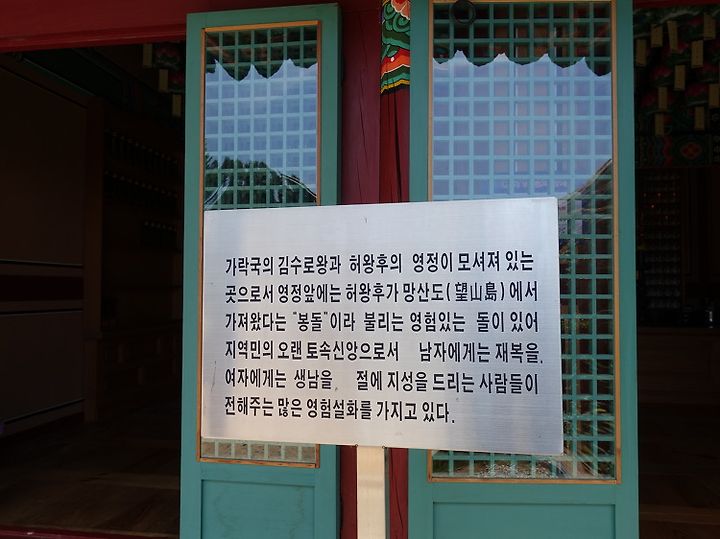 가락국의 김수로왕과 허왕후의 영정이 모셔져 있는
곳으로서 영정앞에는 허왕후가 망산도(望山島)에서
가져왔다는 "봉돌"이라 불리는 영험있는 돌이 있어
지역민의 오랜 토속신앙으로서 남자에게는 재복을.
여자에게는 생남을. 절에 지성을 드리는 사람들이
전해주는 많은 영험설화를 가지고 있다.